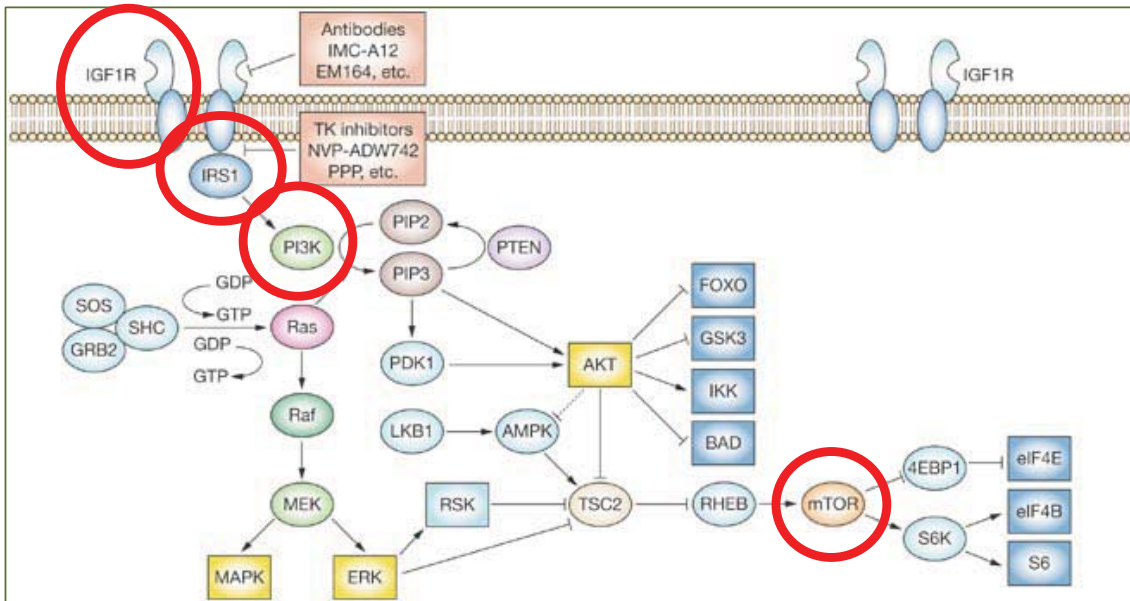 Antibodies
IMC-A12
EM164, etc.
IGF1R
IGF1R
TK inhibitors
NVP-ADW742
PPP, etc.
IRS1
PIP2
PI3K
PTEN
PIP3
GDP
FOXO
SOS
GTP
SHC
Ras
GSK3
GRB2
GDP
PDK1
AKT
GTP
IKK
Raf
LKB1
AMPK
BAD
4EBP1
eIF4E
MEK
RSK
TSC2
RHEB
mTOR
eIF4B
S6K
MAPK
ERK
S6